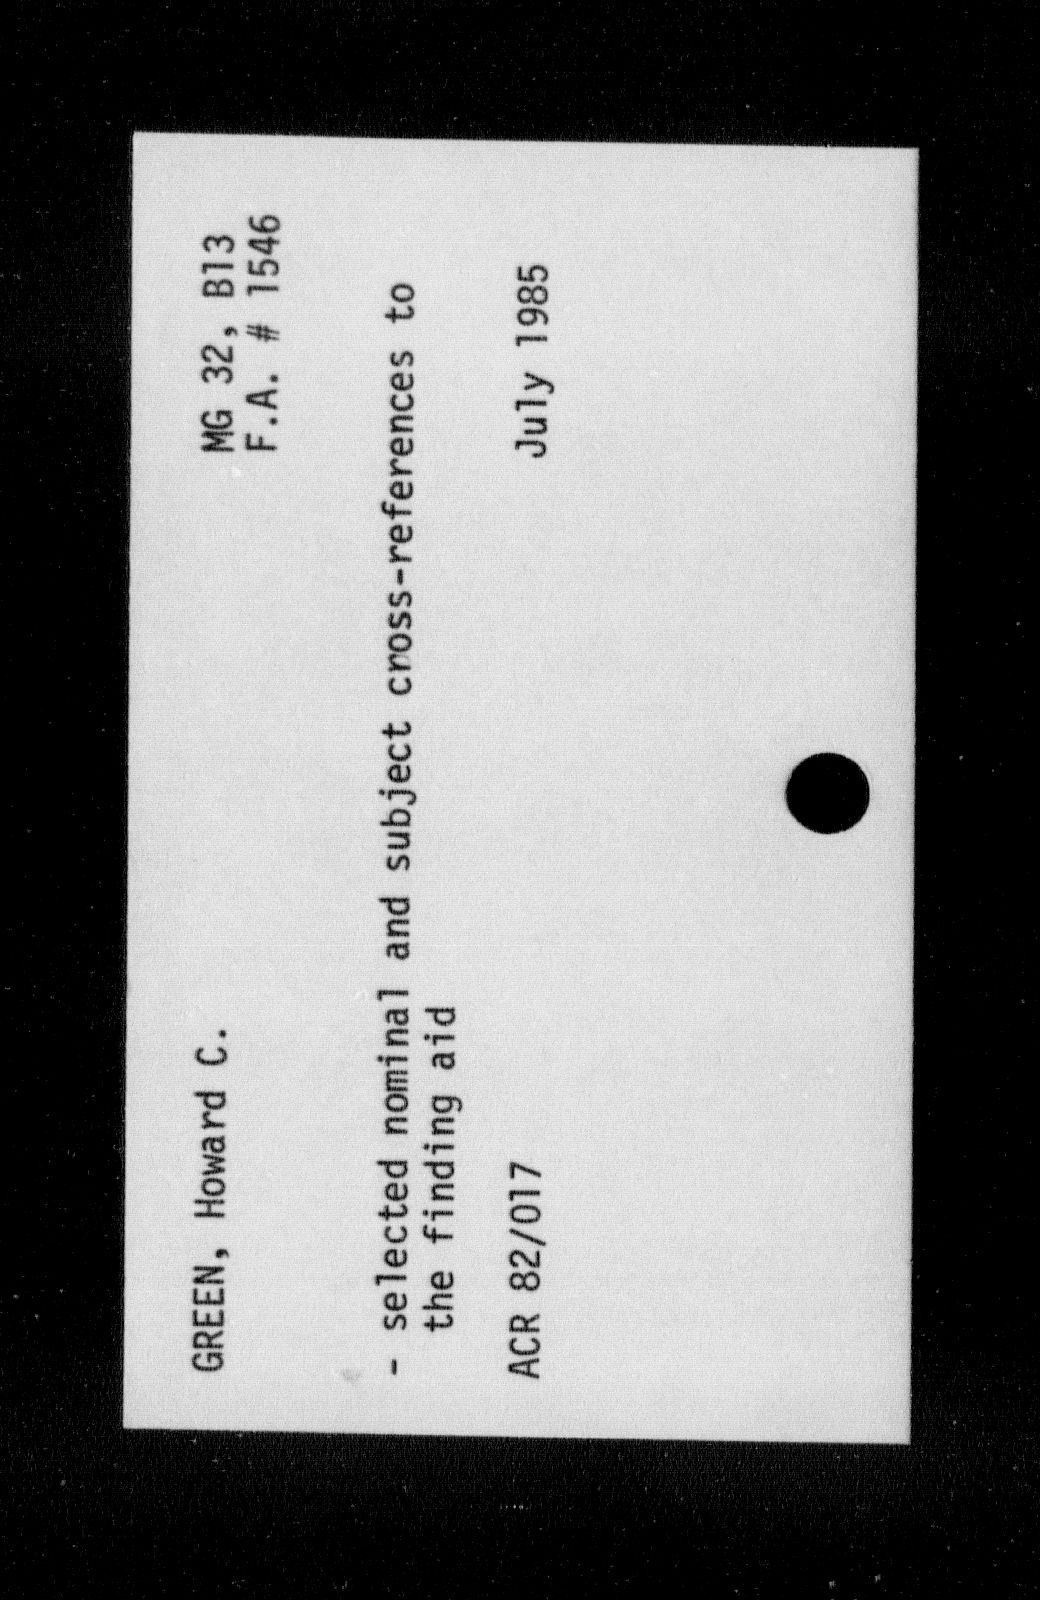 GREEN, Howard C. MG 32, B13
F.A. # 1546
- selected nominal and subject cross-references to
the finding aid
ACR 82/017 July 1985